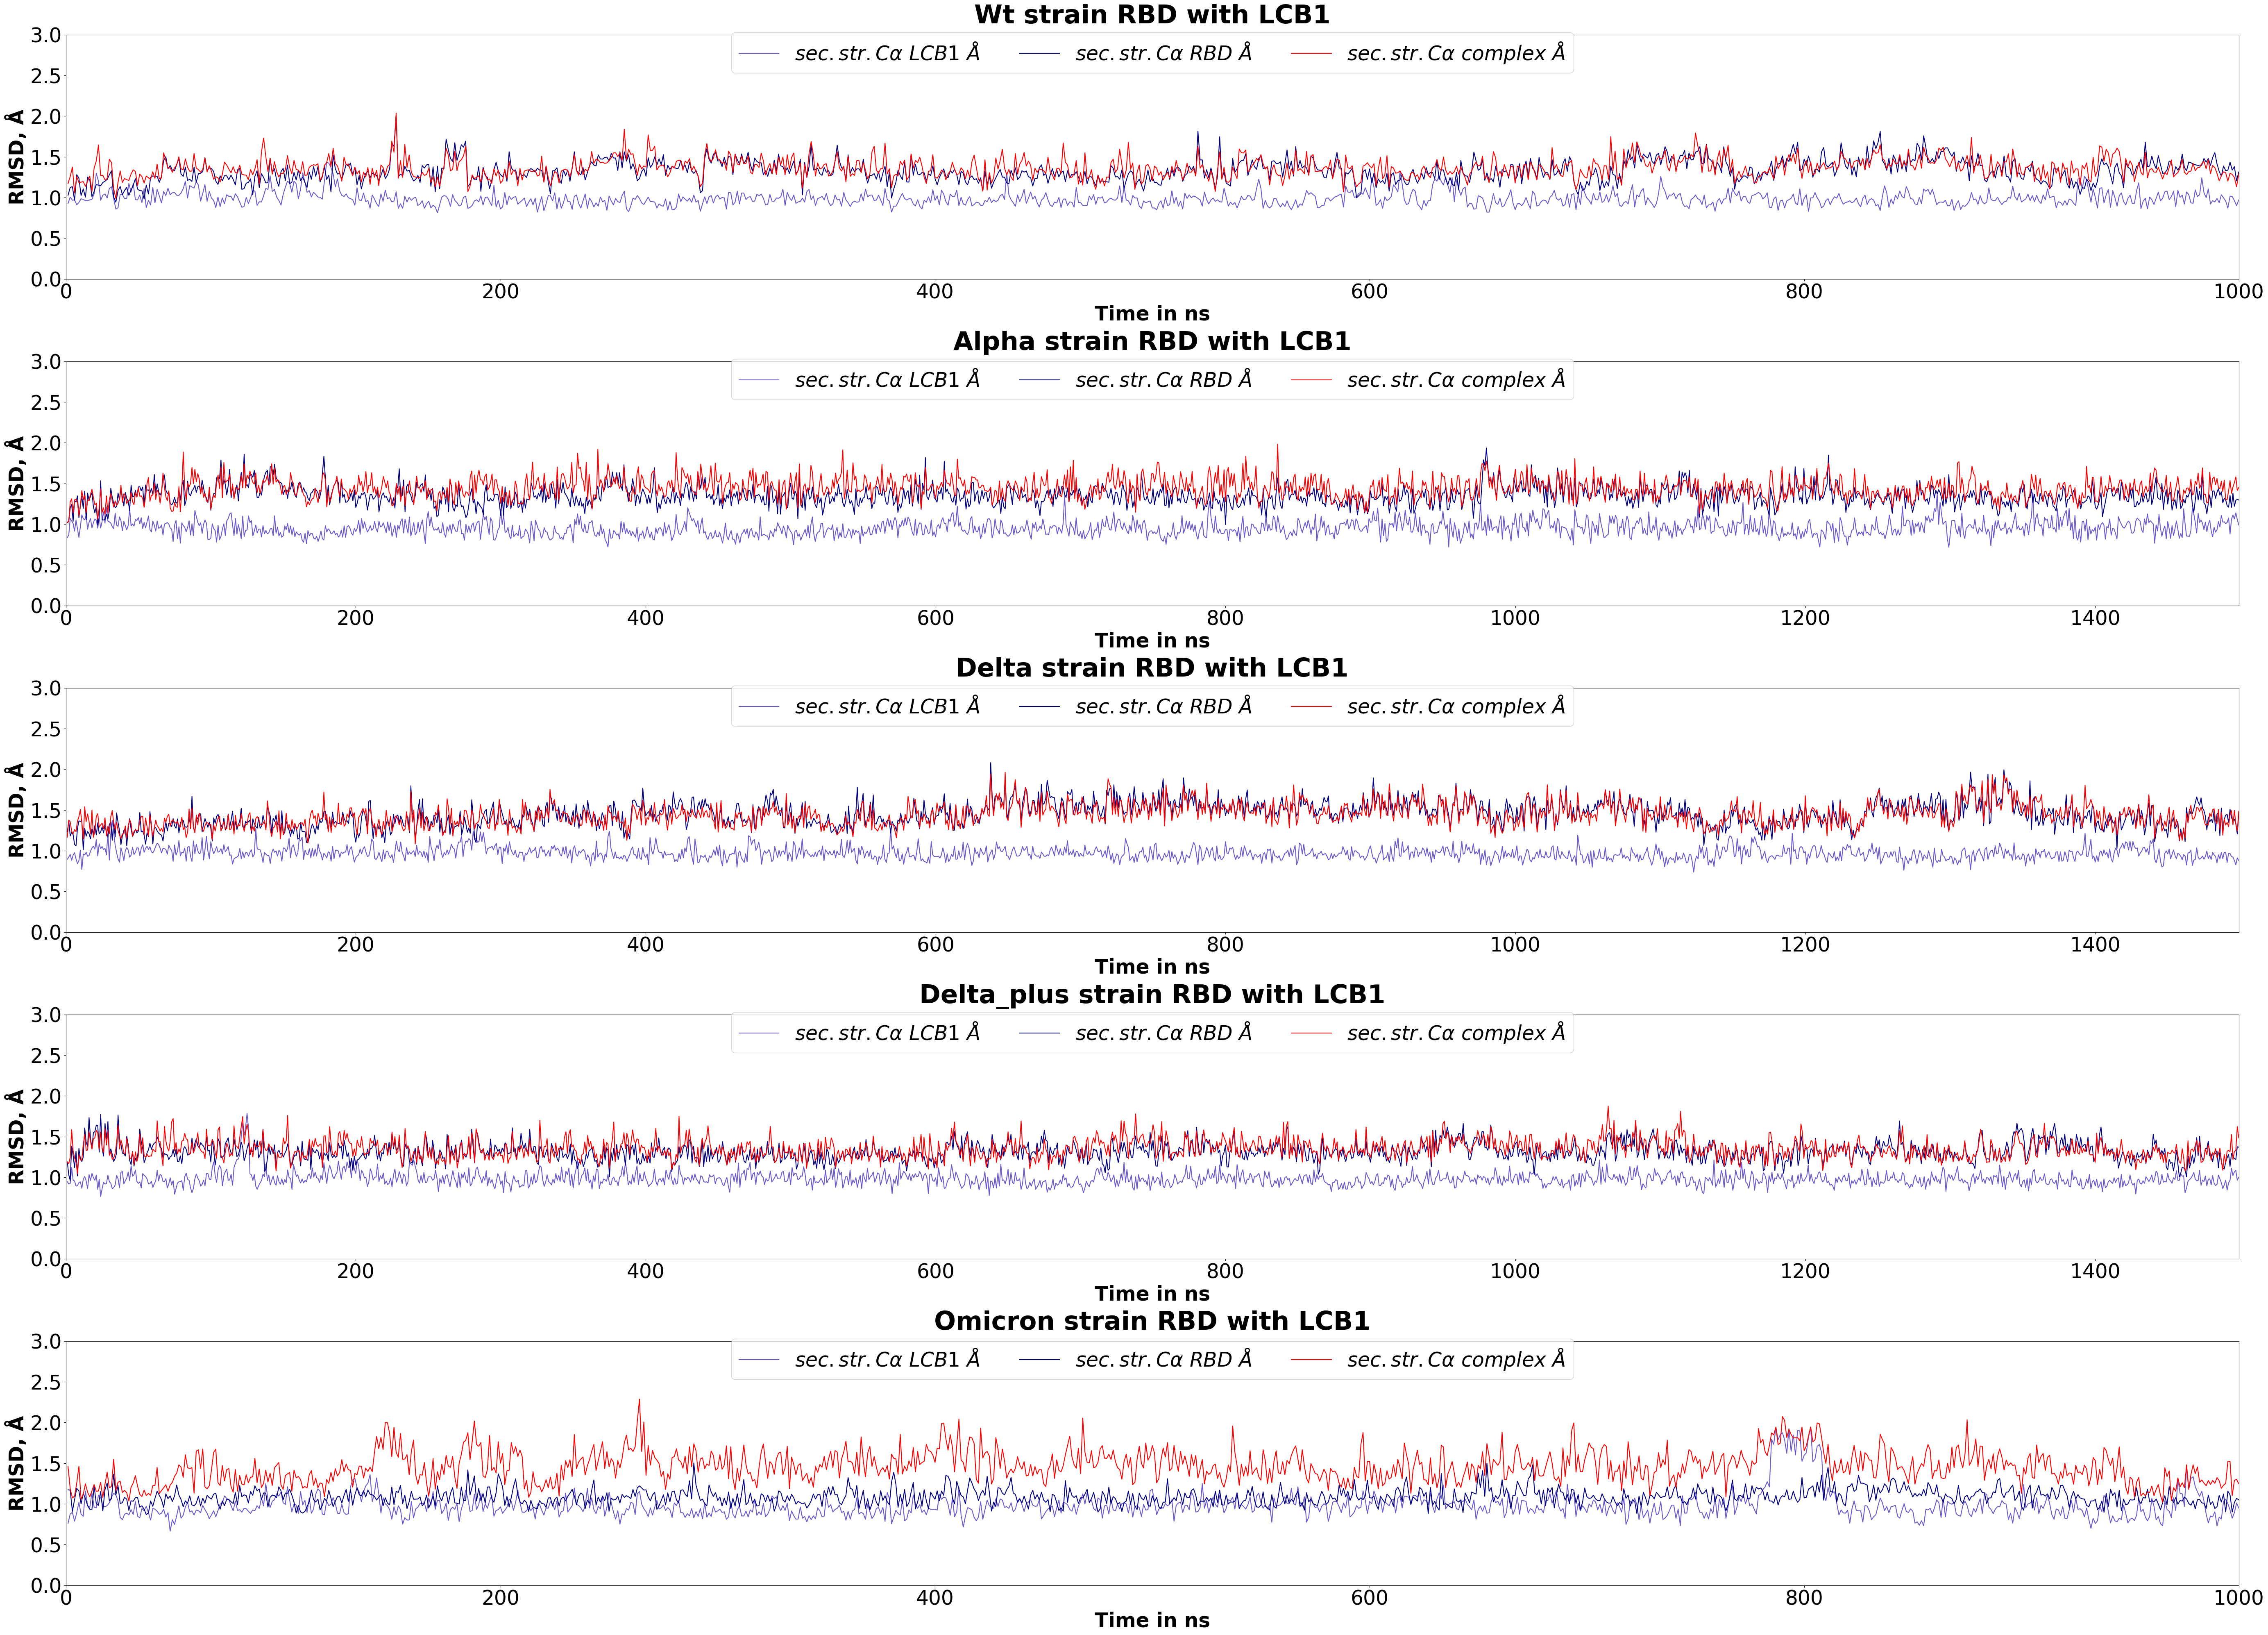 Wt strain RBD with LCB1
sec.str.Cα LCB1 Å sec.str.Cα RBD Å sec.str.Cα complex Å
3.0
2.5
2.0
1.5
1.0
0.5
0.0
RMSD, Å
0 200 400 600 800 1000
Time in ns
Alpha strain RBD with LCB1
sec.str.Cα LCB1 Å sec.str.Cα RBD Å sec.str.Cα complex Å
3.0
2.5
2.0
1.5
1.0
0.5
0.0
RMSD, Å
0 200 400 600 800 1000 1200 1400
Time in ns
Delta strain RBD with LCB1
sec.str.Cα LCB1 Å sec.str.Cα RBD Å sec.str.Cα complex Å
3.0
2.5
2.0
1.5
1.0
0.5
0.0
RMSD, Å
0 200 400 600 800 1000 1200 1400
Time in ns
Delta_plus strain RBD with LCB1
sec.str.Cα LCB1 Å sec.str.Cα RBD Å sec.str.Cα complex Å
3.0
2.5
2.0
1.5
1.0
0.5
0.0
RMSD, Å
0 200 400 600 800 1000 1200 1400
Time in ns
Omicron strain RBD with LCB1
sec.str.Cα LCB1 Å sec.str.Cα RBD Å sec.str.Cα complex Å
3.0
2.5
2.0
1.5
1.0
0.5
0.0
RMSD, Å
0 200 400 600 800 1000
Time in ns